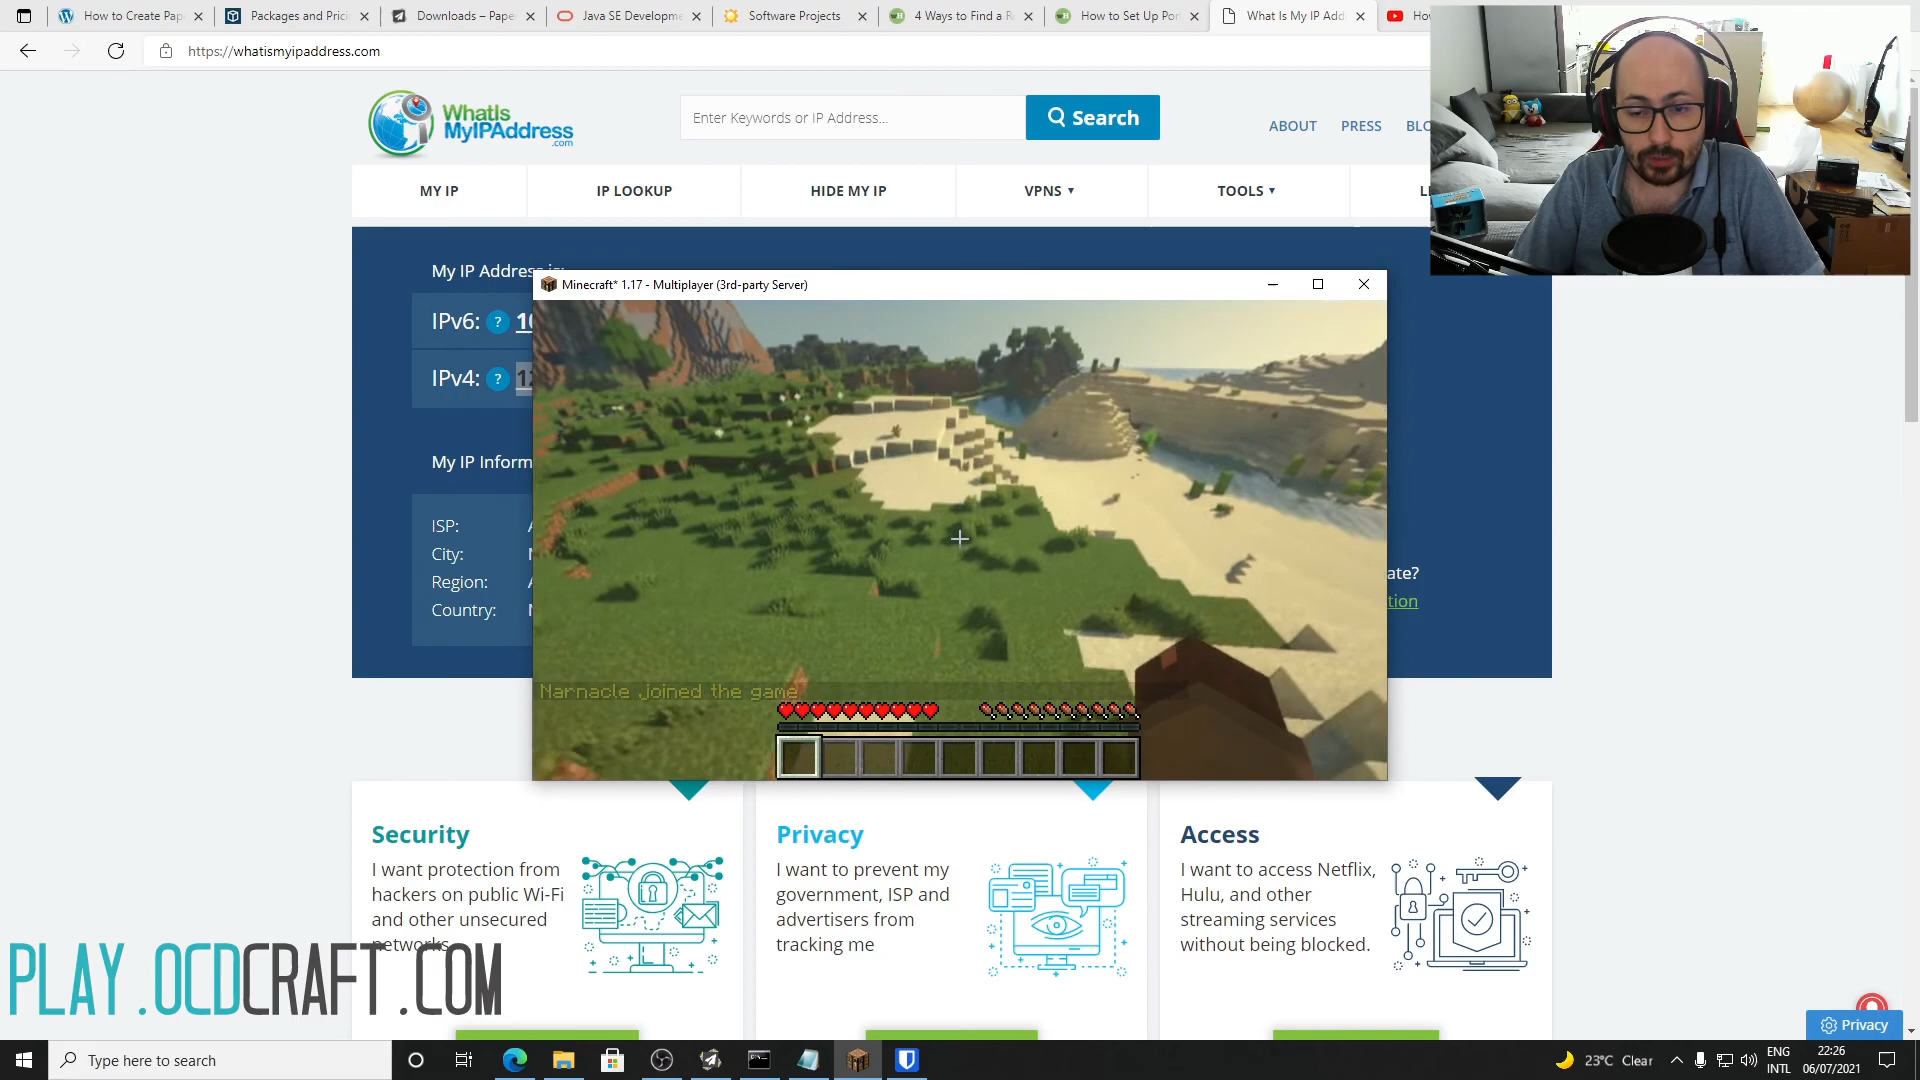 How to Create Pap
Packages and Prici
Downloads – Pape
Java SE Developme
Software Projects
4 Ways to Find a R
How to Set Up Port
What Is My IP Add
How
https://whatismyipaddress.com
WhatIs
MyIPAddress
.com
Enter Keywords or IP Address...
Search
ABOUT
PRESS
BLO
MY IP
IP LOOKUP
HIDE MY IP
VPNS
TOOLS
My IP Address is:
Minecraft* 1.17 - Multiplayer (3rd-party Server)
IPv6: ? 10
IPv4: ? 12
My IP Inform
ISP: A
City:
Region: A
Country:
ate?
tion
Narnacle joined the game
Security
I want protection from
hackers on public Wi-Fi
and other unsecured
networks.
Privacy
I want to prevent my
government, ISP and
advertisers from
tracking me
Access
I want to access Netflix,
Hulu, and other
streaming services
without being blocked.
PLAY.OCDCRAFT.COM
Privacy
Type here to search
23°C Clear
ENG
INTL
22:26
06/07/2021